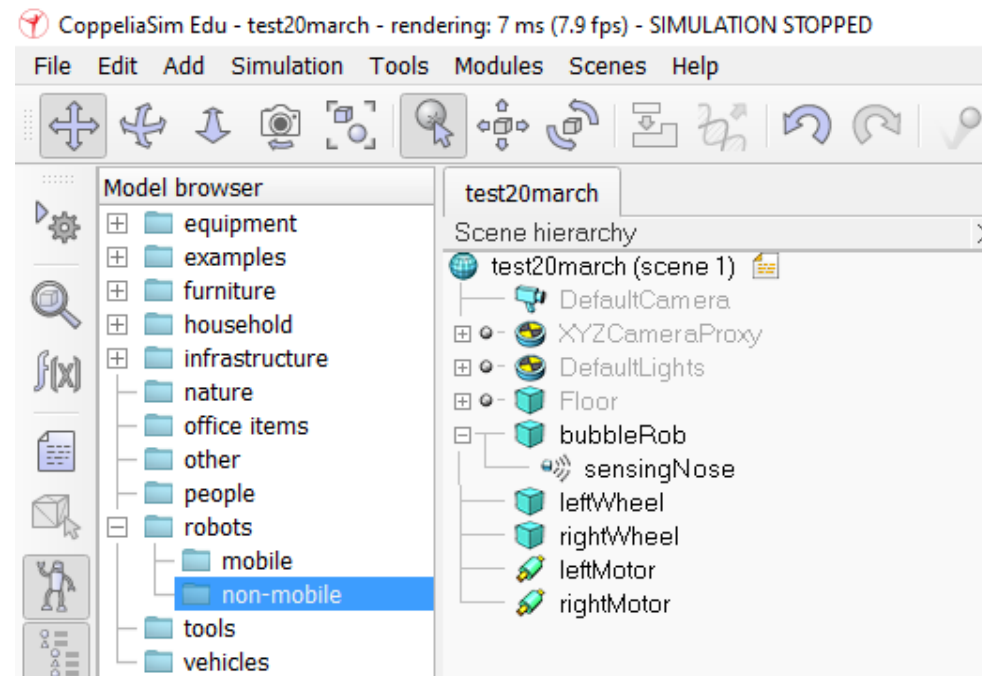 CoppeliaSim Edu - test20march - rendering: 7 ms (7.9 fps) - SIMULATION STOPPED
File Edit Add Simulation Tools Modules Scenes Help
Model browser
equipment
examples
furniture
household
infrastructure
nature
office items
other
people
robots
mobile
non-mobile
tools
vehicles
f(x)
test20march
Scene hierarchy
test20march (scene 1)
DefaultCamera
XYZCameraProxy
DefaultLights
Floor
bubbleRob
sensingNose
leftWheel
rightWheel
leftMotor
rightMotor